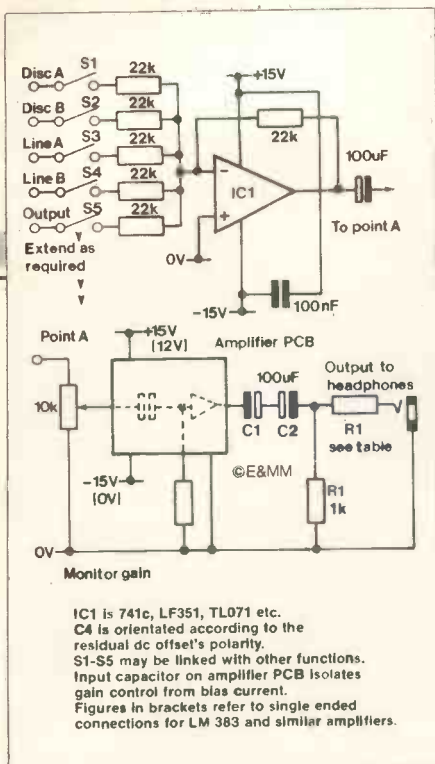 Disc A S1 22k
Disc B S2 22k
Line A S3 22k
Line B S4 22k
Output S5 22k
Extend as
required
+15V
22k
−
IC1
+
0V
−15V
100nF
100uF
To point A
Point A
10k
+15V
(12V)
Amplifier PCB
−15V
(0V)
0V
Monitor gain
100uF
C1 C2
©E&MM
Output to
headphones
R1
see table
R1
1k
IC1 is 741c, LF351, TL071 etc.
C4 is orientated according to the
residual dc offset's polarity.
S1-S5 may be linked with other functions.
Input capacitor on amplifier PCB isolates
gain control from bias current.
Figures in brackets refer to single ended
connections for LM 383 and similar amplifiers.